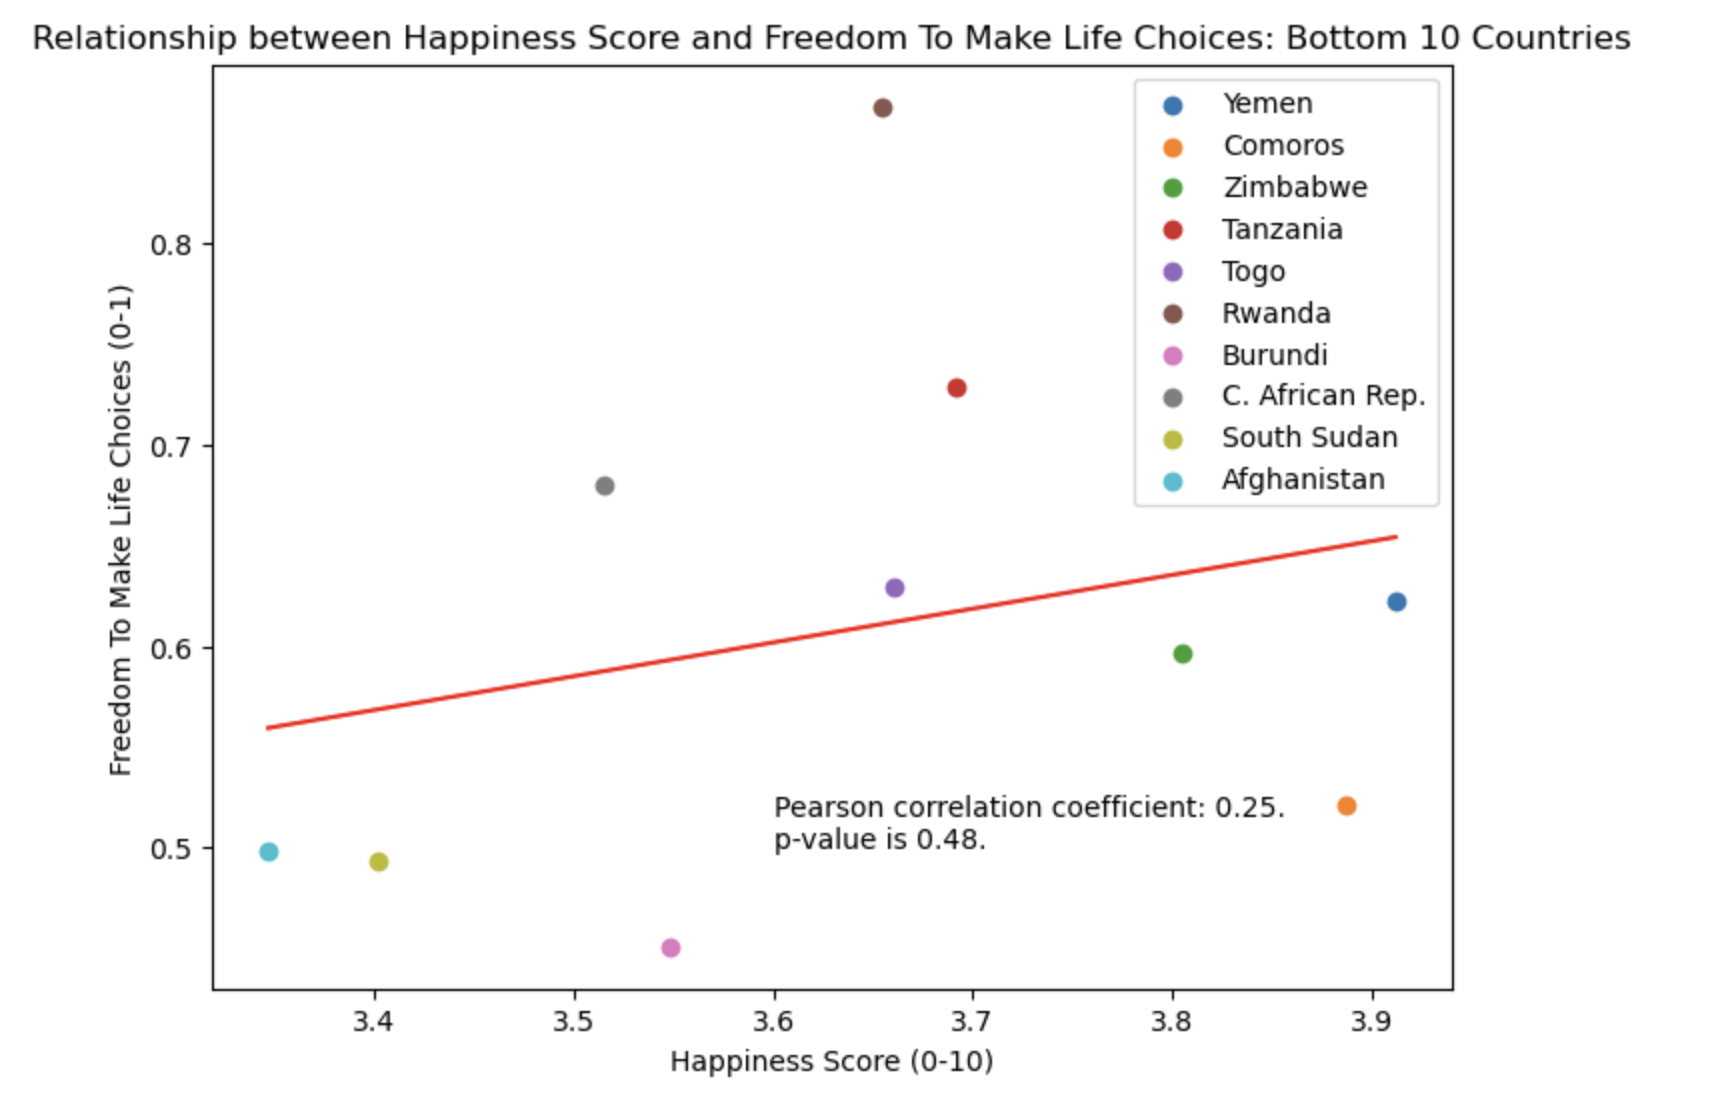 Relationship between Happiness Score and Freedom To Make Life Choices: Bottom 10 Countries
Yemen
Comoros
Zimbabwe
Tanzania
Togo
Rwanda
Burundi
C. African Rep.
South Sudan
Afghanistan
Freedom To Make Life Choices (0-1)
0.8
0.7
0.6
0.5
Pearson correlation coefficient: 0.25.
p-value is 0.48.
3.4
3.5
3.6
3.7
3.8
3.9
Happiness Score (0-10)